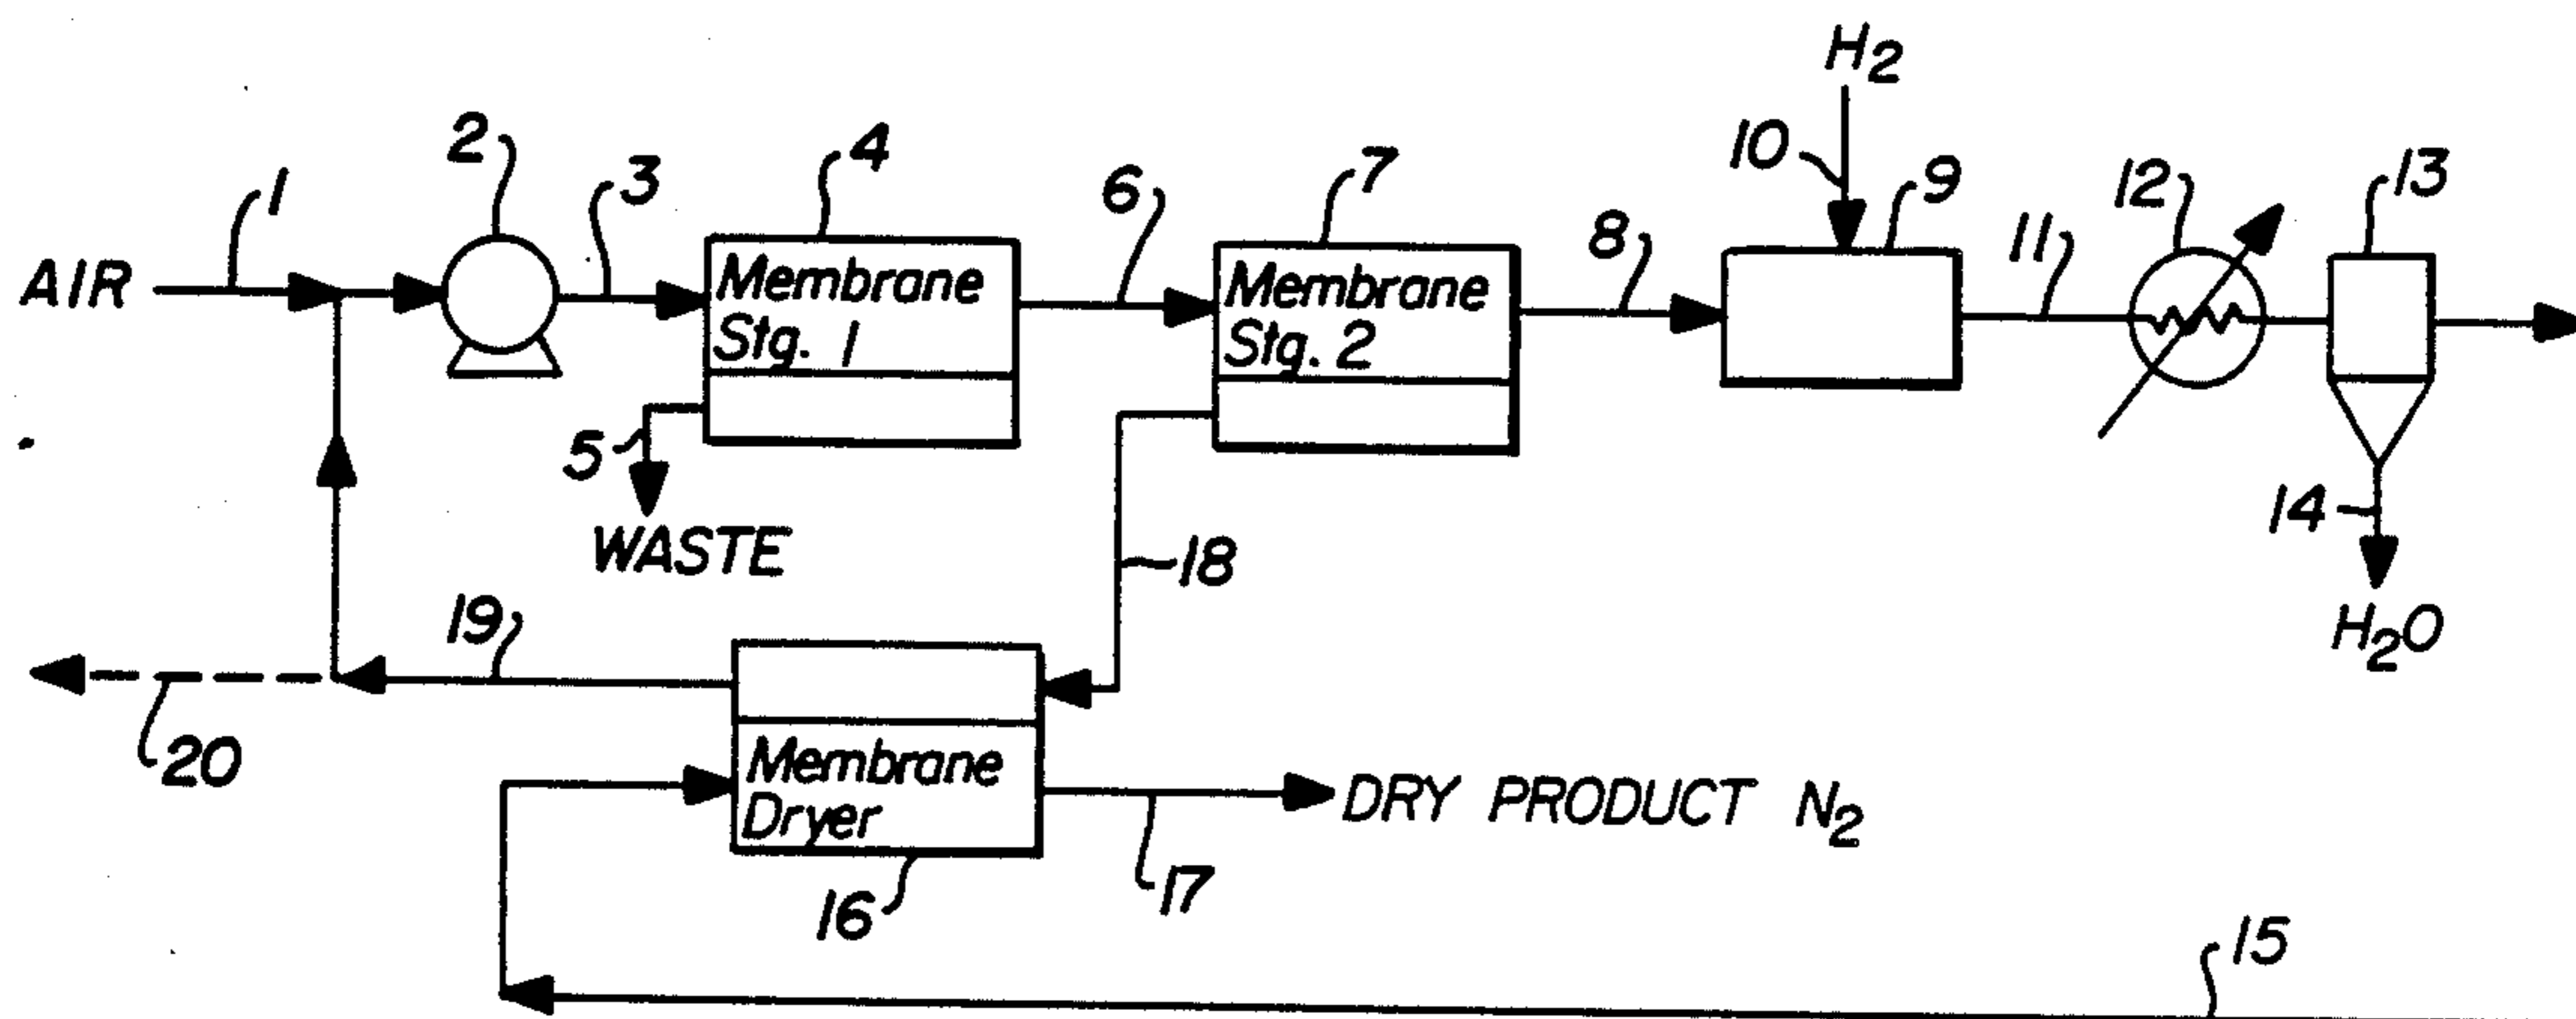 H2
2
4
10
7
9
12
13
1
3
6
8
11
AIR
Membrane
Stg. 1
Membrane
Stg. 2
5
14
WASTE
18
H2O
19
20
Membrane
Dryer
DRY PRODUCT N2
16
17
15